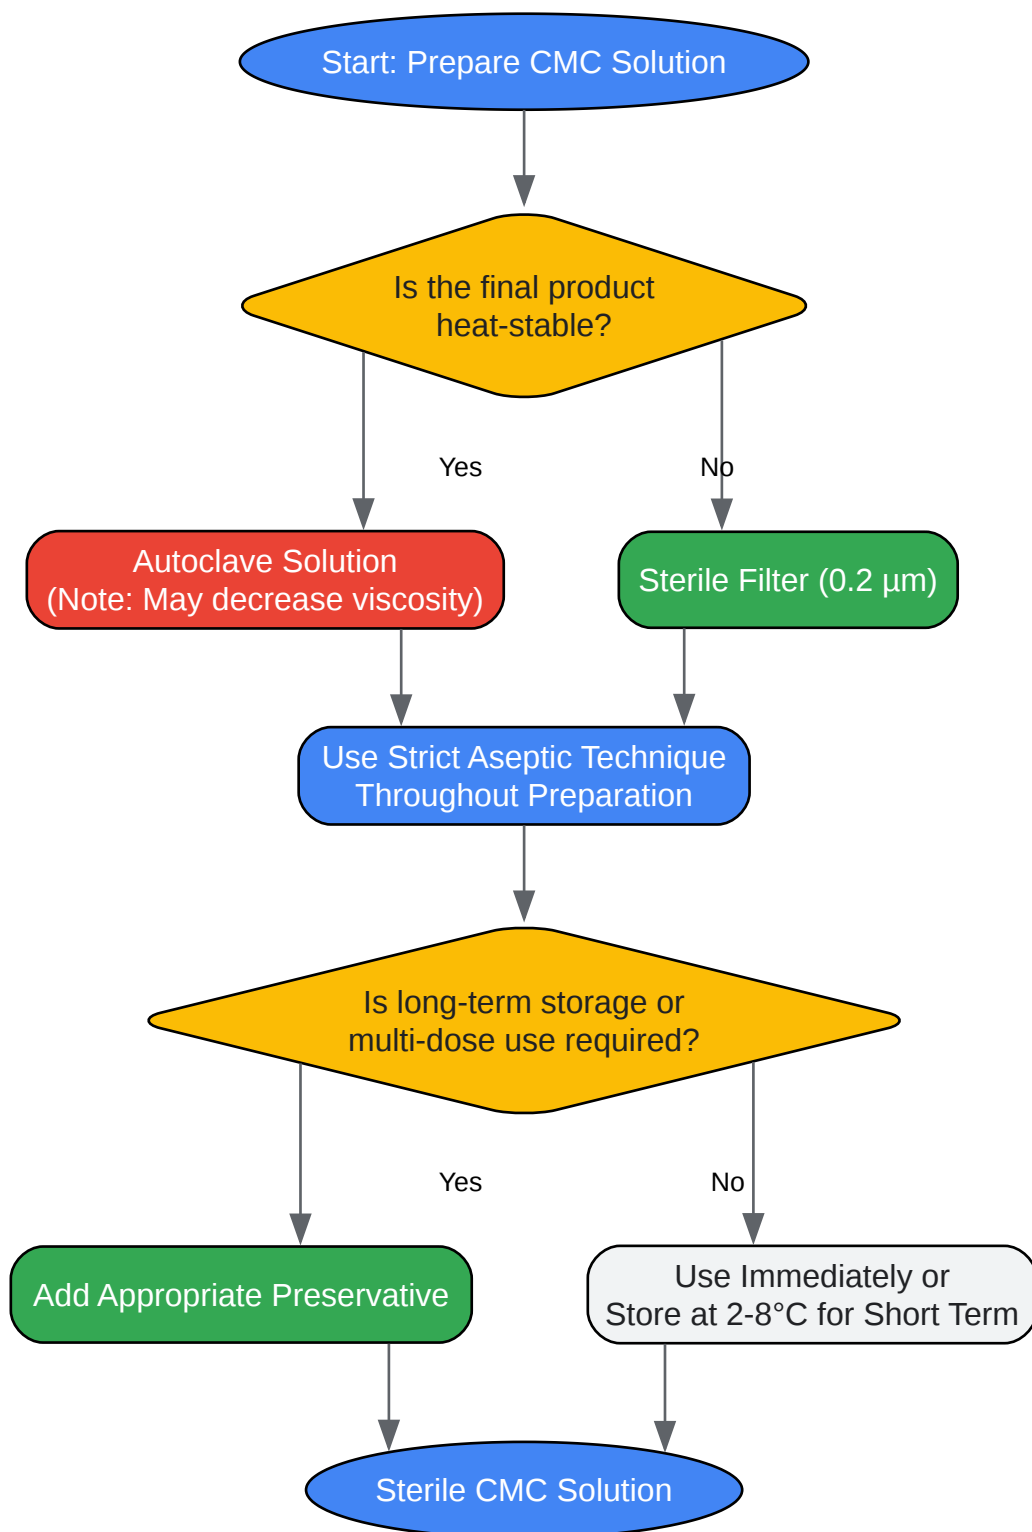 Start: Prepare CMC Solution
Is the final product
heat-stable?
Yes
No
Autoclave Solution
(Note: May decrease viscosity)
Sterile Filter (0.2 µm)
Use Strict Aseptic Technique
Throughout Preparation
Is long-term storage or
multi-dose use required?
Yes
No
Add Appropriate Preservative
Use Immediately or
Store at 2-8°C for Short Term
Sterile CMC Solution